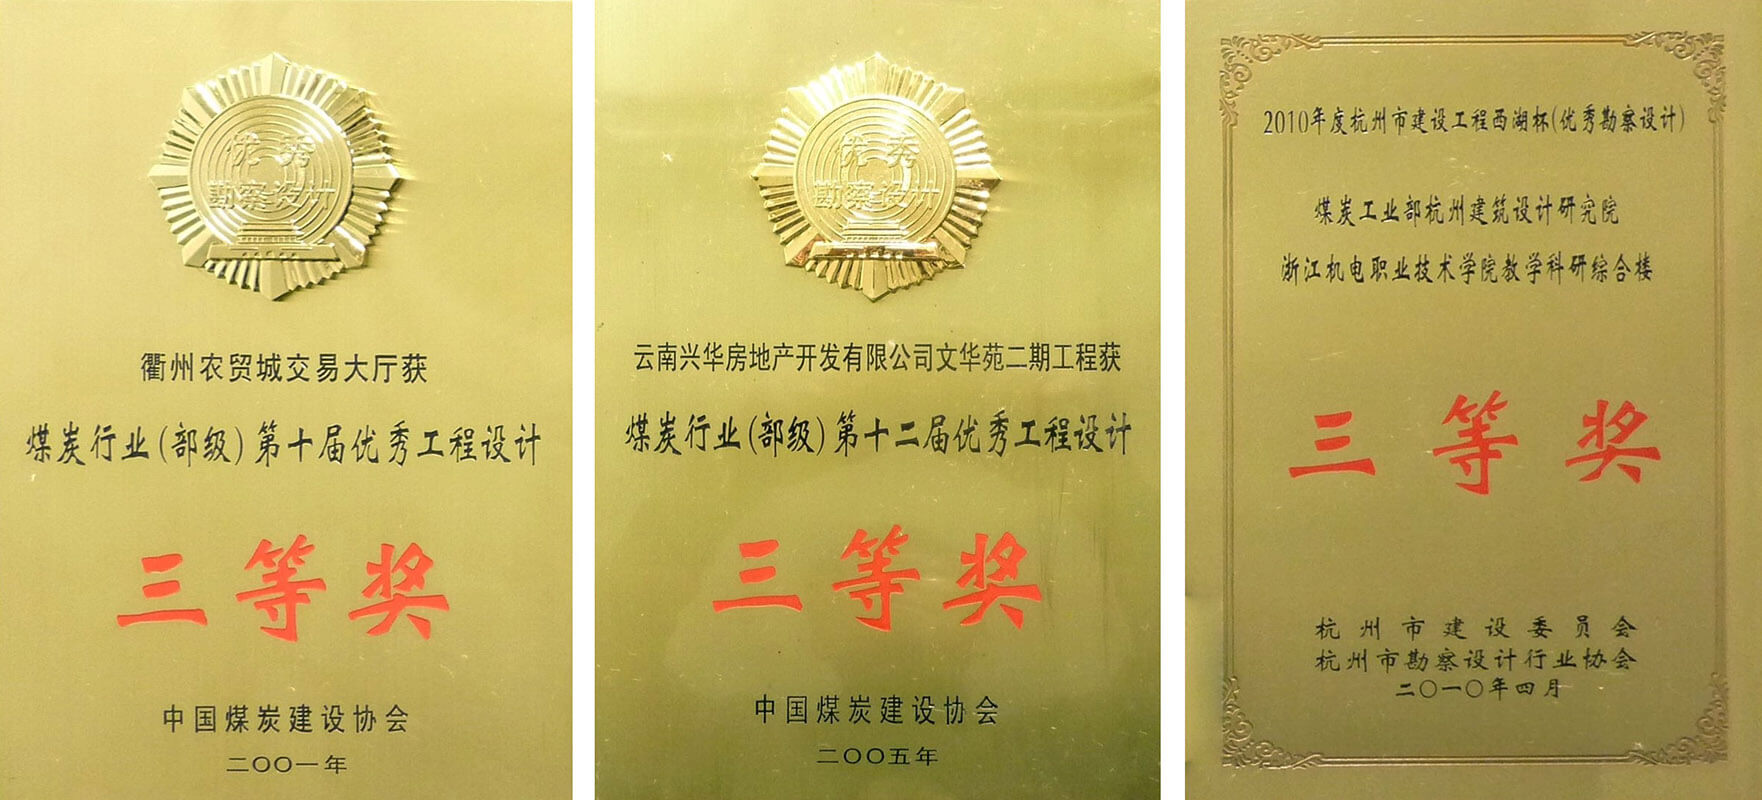 优秀
勘察设计
衢州农贸城交易大厅获
煤炭行业(部级)第十届优秀工程设计
三等奖
中国煤炭建设协会
二〇〇一年
优秀
勘察设计
云南兴华房地产开发有限公司文华苑二期工程获
煤炭行业(部级)第十二届优秀工程设计
三等奖
中国煤炭建设协会
二〇〇五年
2010年度杭州市建设工程西湖杯(优秀勘察设计)
煤炭工业部杭州建筑设计研究院
浙江机电职业技术学院教学科研综合楼
三等奖
杭州市建设委员会
杭州市勘察设计行业协会
二〇一〇年四月